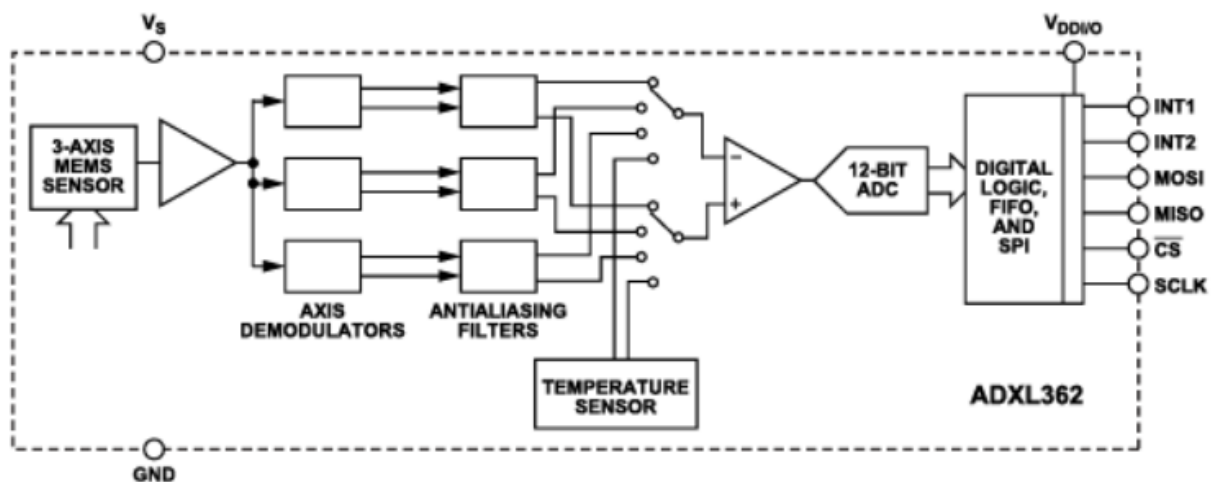 VS
VDDI/O
3-AXIS
MEMS
SENSOR
AXIS
DEMODULATORS
ANTIALIASING
FILTERS
TEMPERATURE
SENSOR
−
+
12-BIT
ADC
DIGITAL
LOGIC,
FIFO,
AND
SPI
INT1
INT2
MOSI
MISO
C̅S̅
SCLK
ADXL362
GND